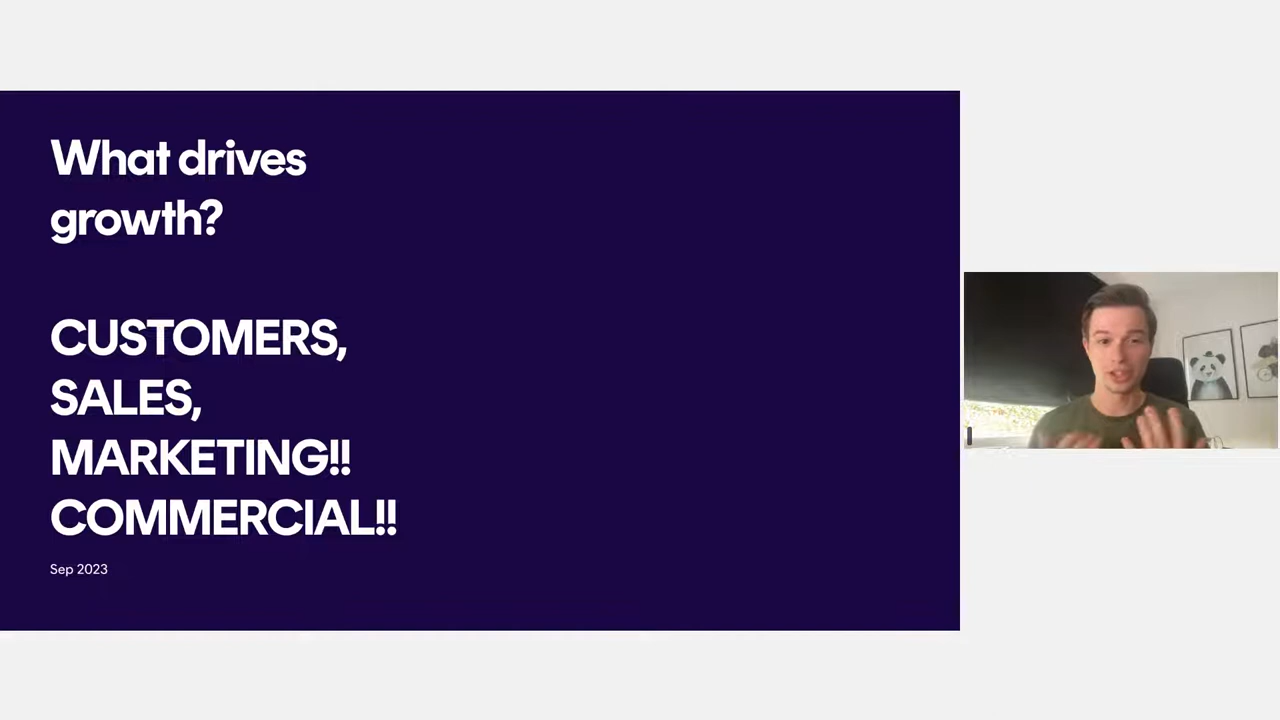 What drives
growth?
CUSTOMERS,
SALES,
MARKETING!!
COMMERCIAL!!
Sep 2023